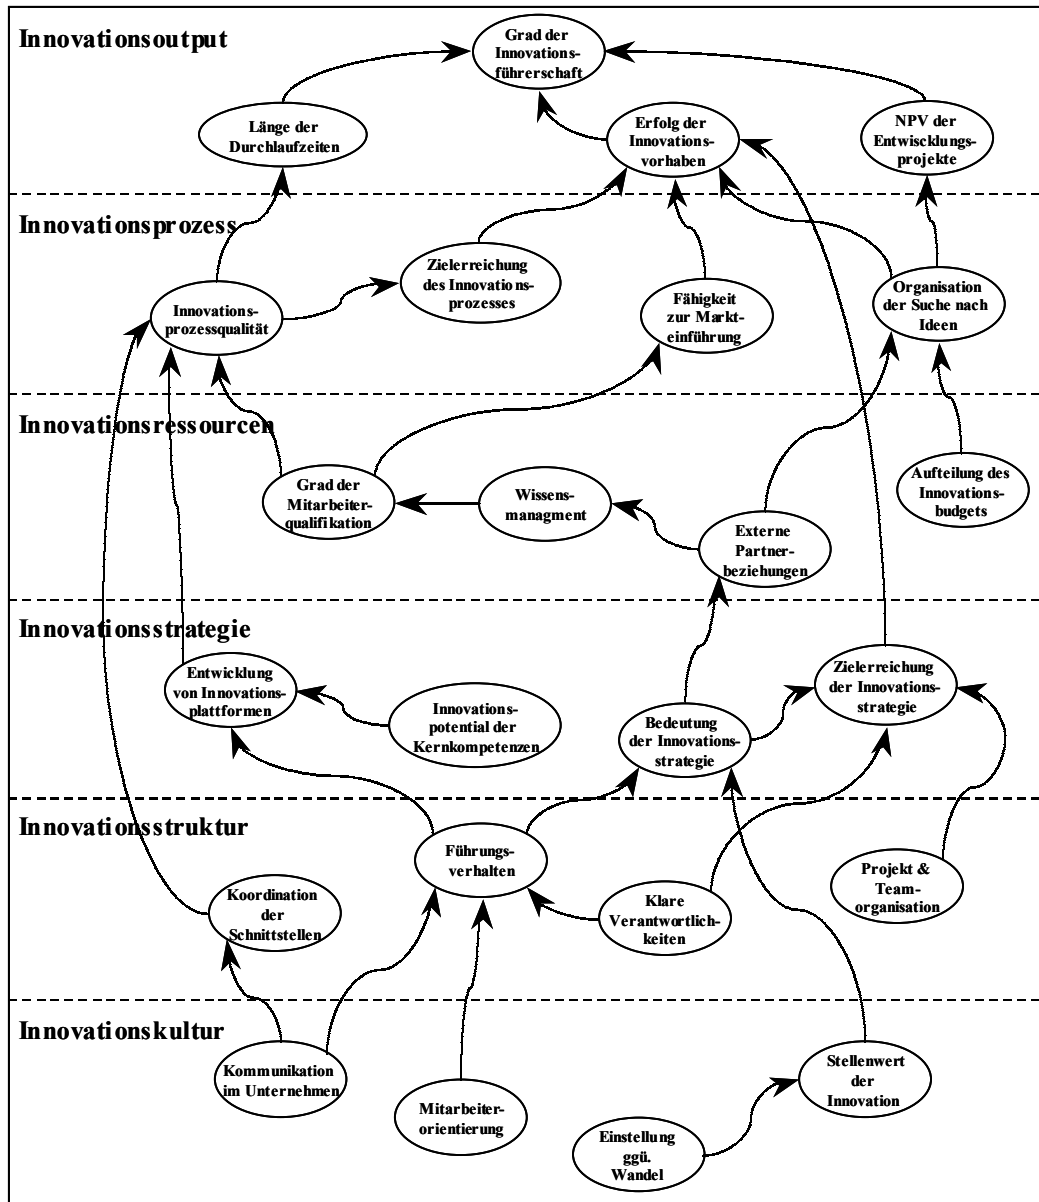 Innovationsoutput
Grad der
Innovations-
führerschaft
Länge der
Durchlaufzeiten
Erfolg der
Innovations-
vorhaben
NPV der
Entwiscklungs-
projekte
Innovationsprozess
Zielerreichung
des Innovations-
prozesses
Innovations-
prozessqualität
Fähigkeit
zur Markt-
einführung
Organisation
der Suche nach
Ideen
Innovationsressourcen
Grad der
Mitarbeiter-
qualifikation
Wissens-
managment
Externe
Partner-
beziehungen
Aufteilung des
Innovations-
budgets
Innovationsstrategie
Entwicklung
von Innovations-
plattformen
Innovations-
potential der
Kernkompetenzen
Bedeutung
der Innovations-
strategie
Zielerreichung
der Innovations-
strategie
Innovationsstruktur
Führungs-
verhalten
Koordination
der
Schnittstellen
Klare
Verantwortlich-
keiten
Projekt &
Team-
organisation
Innovationskultur
Kommunikation
im Unternehmen
Mitarbeiter-
orientierung
Einstellung
ggü.
Wandel
Stellenwert
der
Innovation